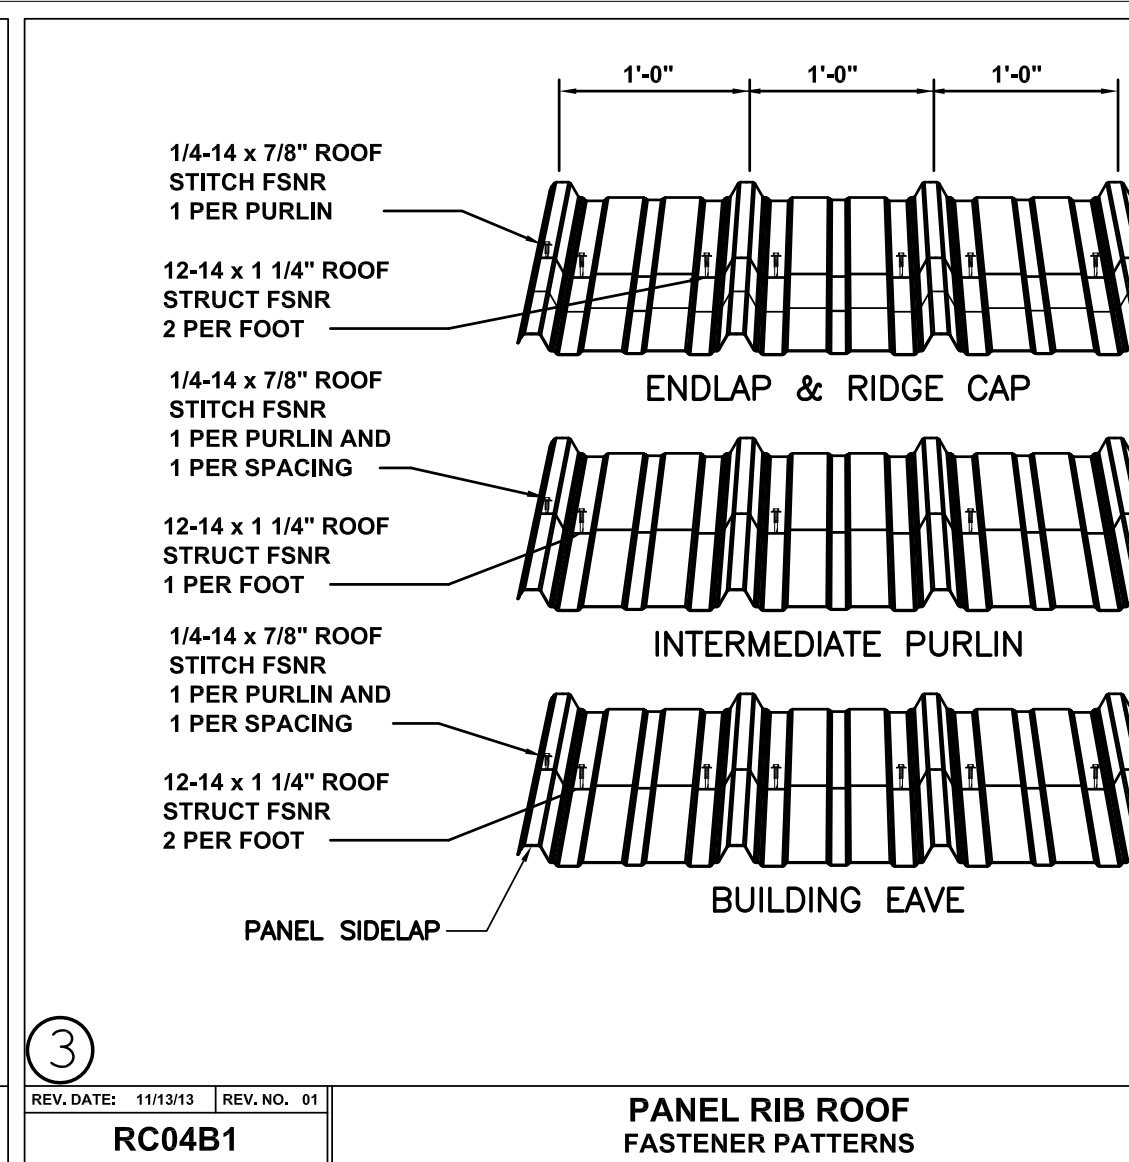 1'-0" 1'-0" 1'-0"
1/4-14 x 7/8" ROOF
STITCH FSNR
1 PER PURLIN
12-14 x 1 1/4" ROOF
STRUCT FSNR
2 PER FOOT
ENDLAP & RIDGE CAP
1/4-14 x 7/8" ROOF
STITCH FSNR
1 PER PURLIN AND
1 PER SPACING
12-14 x 1 1/4" ROOF
STRUCT FSNR
1 PER FOOT
INTERMEDIATE PURLIN
1/4-14 x 7/8" ROOF
STITCH FSNR
1 PER PURLIN AND
1 PER SPACING
12-14 x 1 1/4" ROOF
STRUCT FSNR
2 PER FOOT
BUILDING EAVE
PANEL SIDELAP
3
REV. DATE: 11/13/13 REV. NO. 01
RC04B1
PANEL RIB ROOF
FASTENER PATTERNS